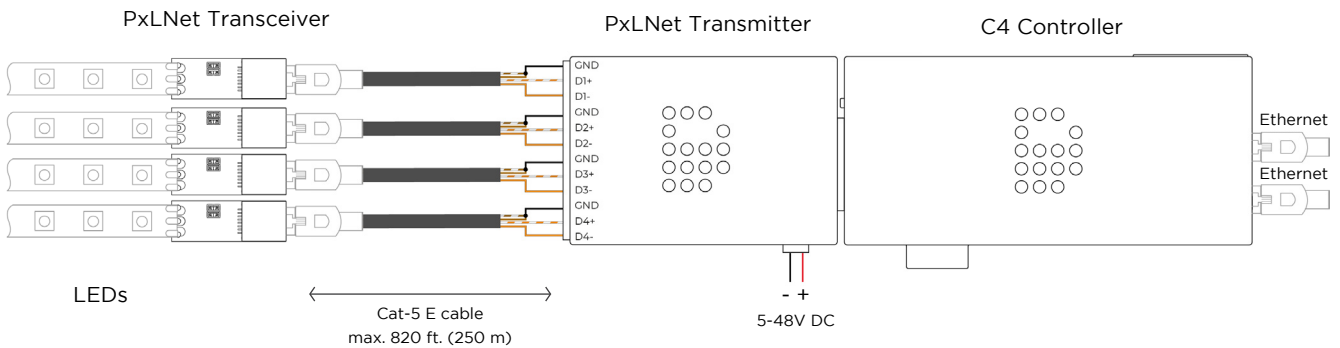 PxLNet Transceiver
PxLNet Transmitter
C4 Controller
GND
D1+
D1-
GND
D2+
D2-
GND
D3+
D3-
GND
D4+
D4-
Ethernet
Ethernet
LEDs
Cat-5 E cable
max. 820 ft. (250 m)
- +
5-48V DC